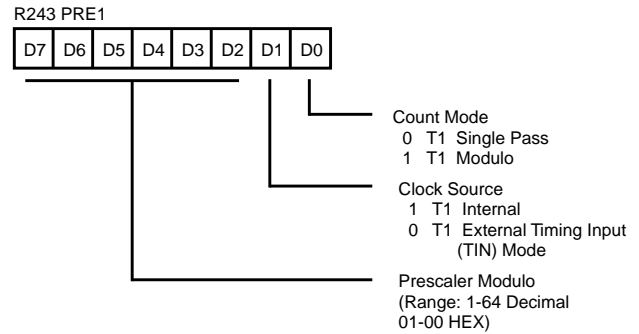 R243 PRE1
D7 D6 D5 D4 D3 D2 D1 D0
Count Mode
0 T1 Single Pass
1 T1 Modulo
Clock Source
1 T1 Internal
0 T1 External Timing Input
(TIN) Mode
Prescaler Modulo
(Range: 1-64 Decimal
01-00 HEX)